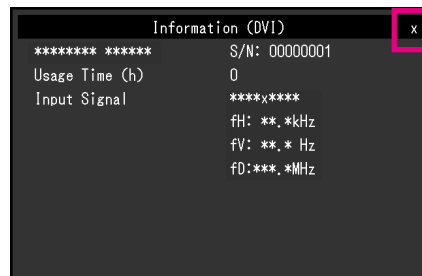 Information (DVI) x
******** ****** S/N: 00000001
Usage Time (h) 0
Input Signal ****x****
fH: **.*kHz
fV: **.* Hz
fD:***.*MHz